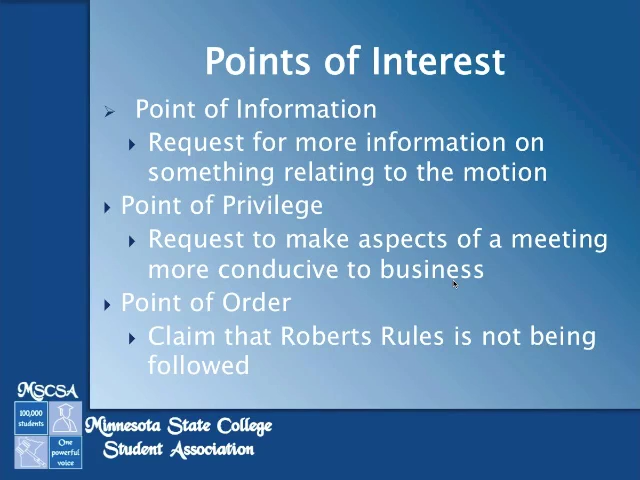 Points of Interest
Point of Information
Request for more information on
something relating to the motion
Point of Privilege
Request to make aspects of a meeting
more conducive to business
Point of Order
Claim that Roberts Rules is not being
followed
MSCSA
100,000
students
One
powerful
voice
Minnesota State College
Student Association